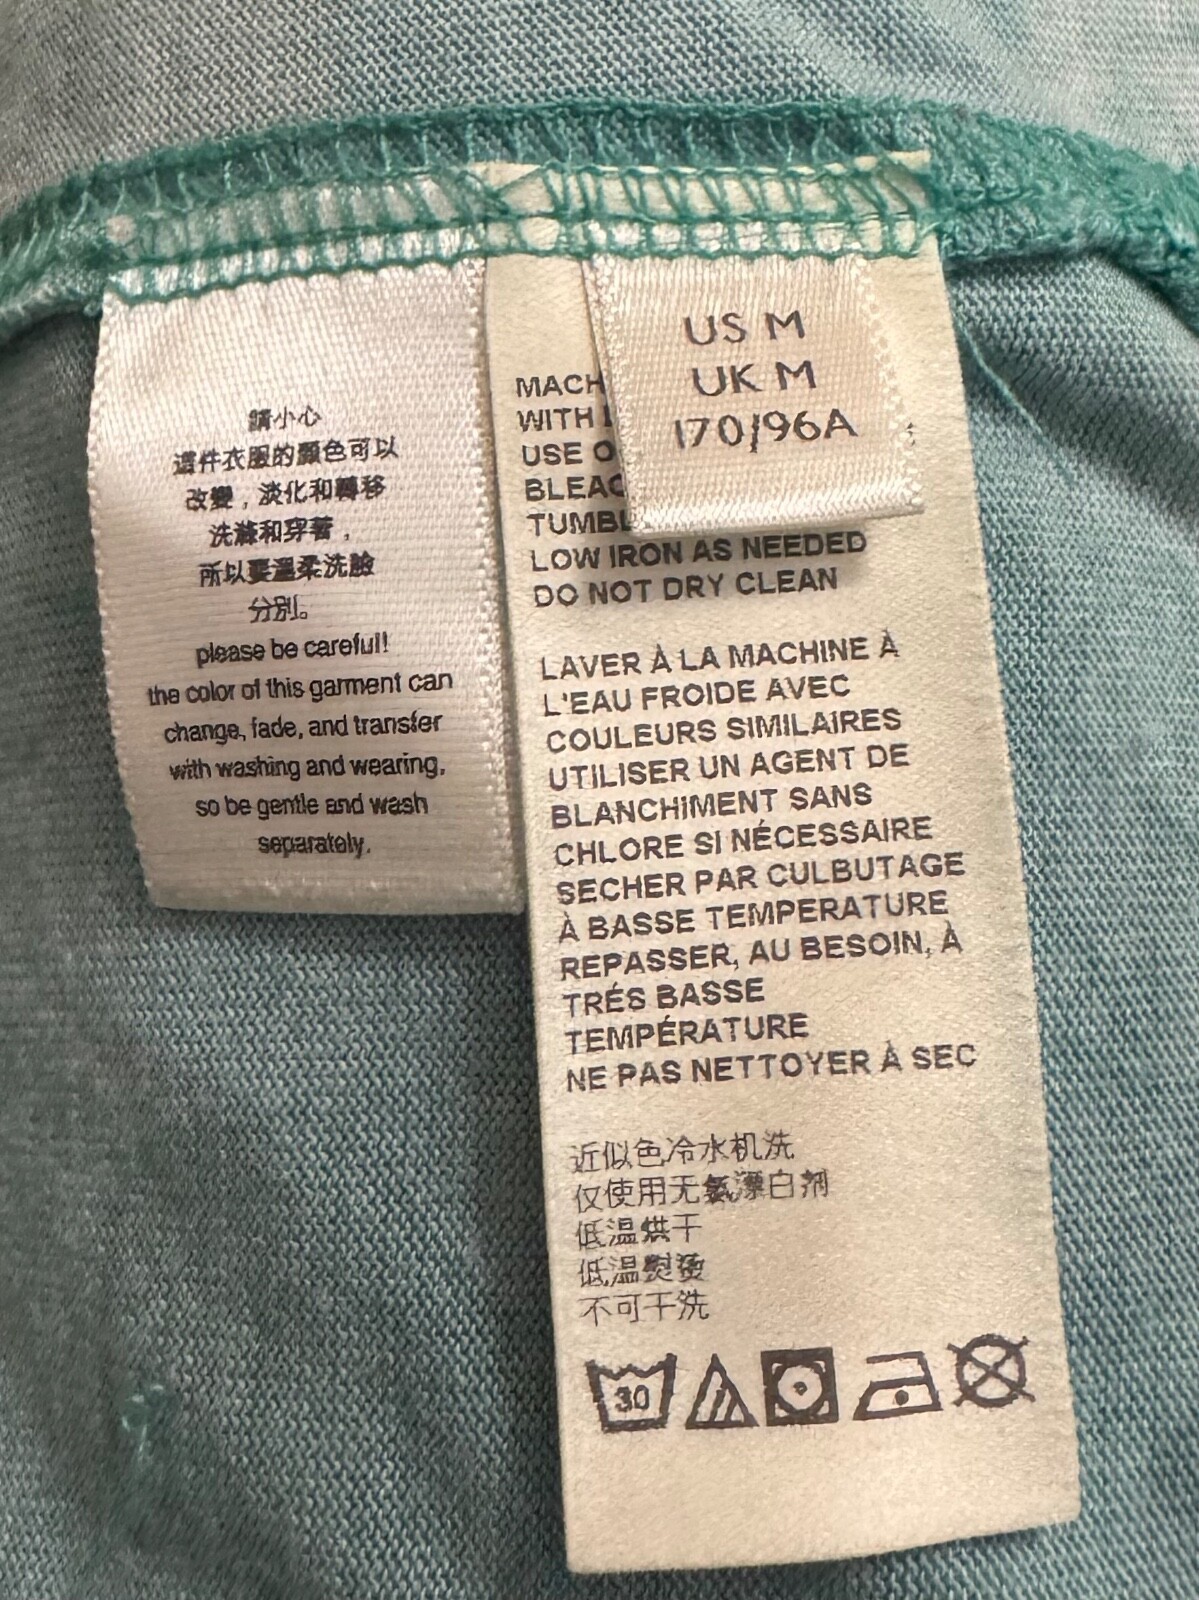 請小心
這件衣服的顏色可以
改變，淡化和轉移
洗滌和穿著，
所以要溫柔洗臉
分別。
please be careful!
the color of this garment can
change, fade, and transfer
with washing and wearing,
so be gentle and wash
separately.
US M
UK M
170/96A
MACH
WITH
USE O
BLEAC
TUMBL
LOW IRON AS NEEDED
DO NOT DRY CLEAN
LAVER À LA MACHINE À
L'EAU FROIDE AVEC
COULEURS SIMILAIRES
UTILISER UN AGENT DE
BLANCHIMENT SANS
CHLORE SI NÉCESSAIRE
SECHER PAR CULBUTAGE
À BASSE TEMPERATURE
REPASSER, AU BESOIN, À
TRÉS BASSE
TEMPÉRATURE
NE PAS NETTOYER À SEC
近似色冷水机洗
仅使用无氯漂白剂
低温烘干
低温熨烫
不可干洗
30